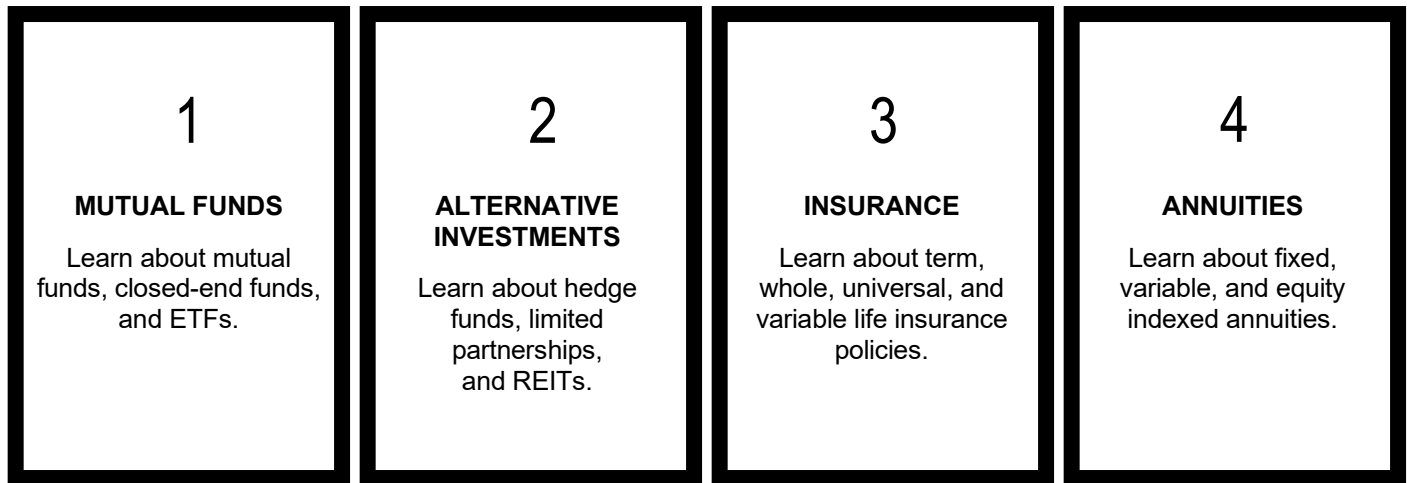 1
MUTUAL FUNDS
Learn about mutual
funds, closed-end funds,
and ETFs.
2
ALTERNATIVE
INVESTMENTS
Learn about hedge
funds, limited
partnerships,
and REITs.
3
INSURANCE
Learn about term,
whole, universal, and
variable life insurance
policies.
4
ANNUITIES
Learn about fixed,
variable, and equity
indexed annuities.